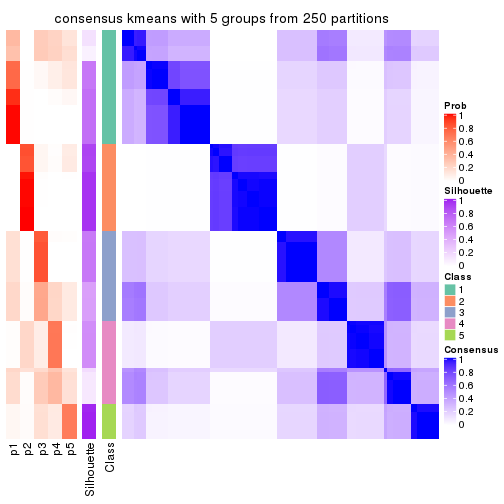 consensus kmeans with 5 groups from 250 partitions
Prob
1
0.8
0.6
0.4
0.2
0
Silhouette
1
0.8
0.6
0.4
0.2
0
Class
1
2
3
4
5
Consensus
1
0.8
0.6
0.4
0.2
0
p1
p2
p3
p4
p5
Silhouette
Class